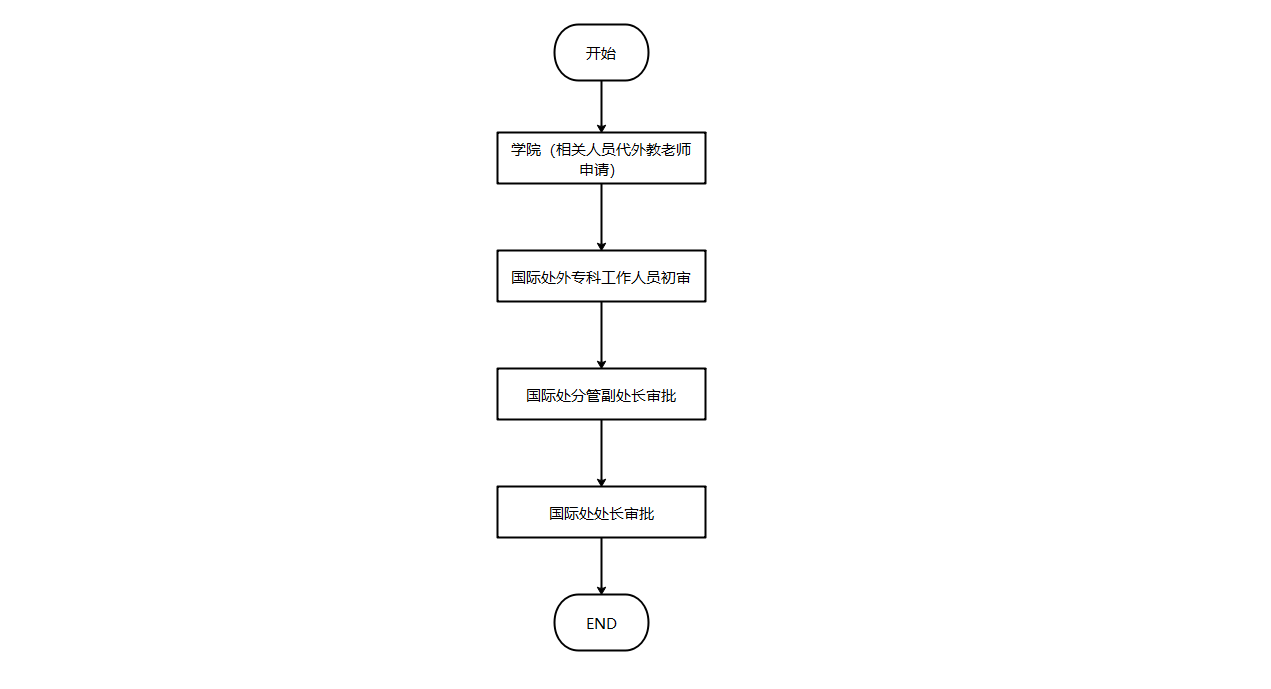 开始
学院（相关人员代外教老师
申请）
国际处外专科工作人员初审
国际处分管副处长审批
国际处处长审批
END